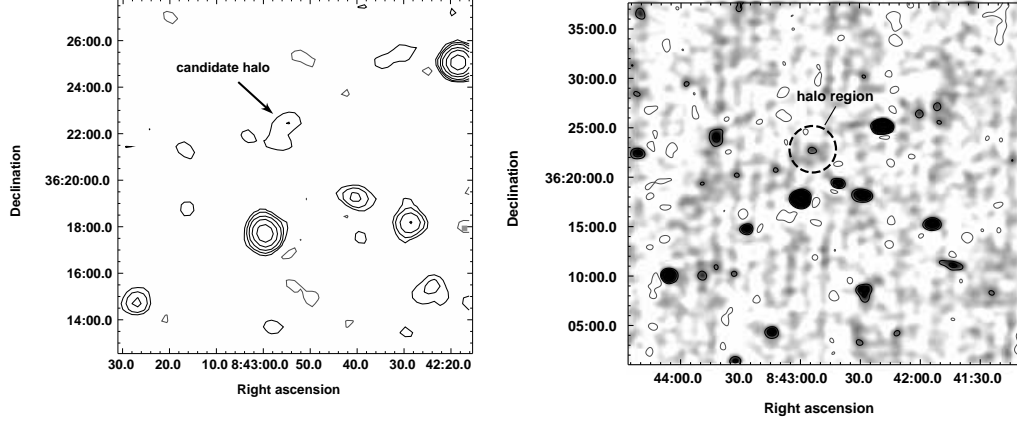 26:00.0
24:00.0
22:00.0
36:20:00.0
18:00.0
16:00.0
14:00.0
Declination
candidate halo
30.0 20.0 10.0 8:43:00.0 50.0 40.0 30.0 42:20.0
Right ascension
35:00.0
30:00.0
25:00.0
36:20:00.0
15:00.0
10:00.0
05:00.0
Declination
halo region
44:00.0 30.0 8:43:00.0 30.0 42:00.0 41:30.0
Right ascension